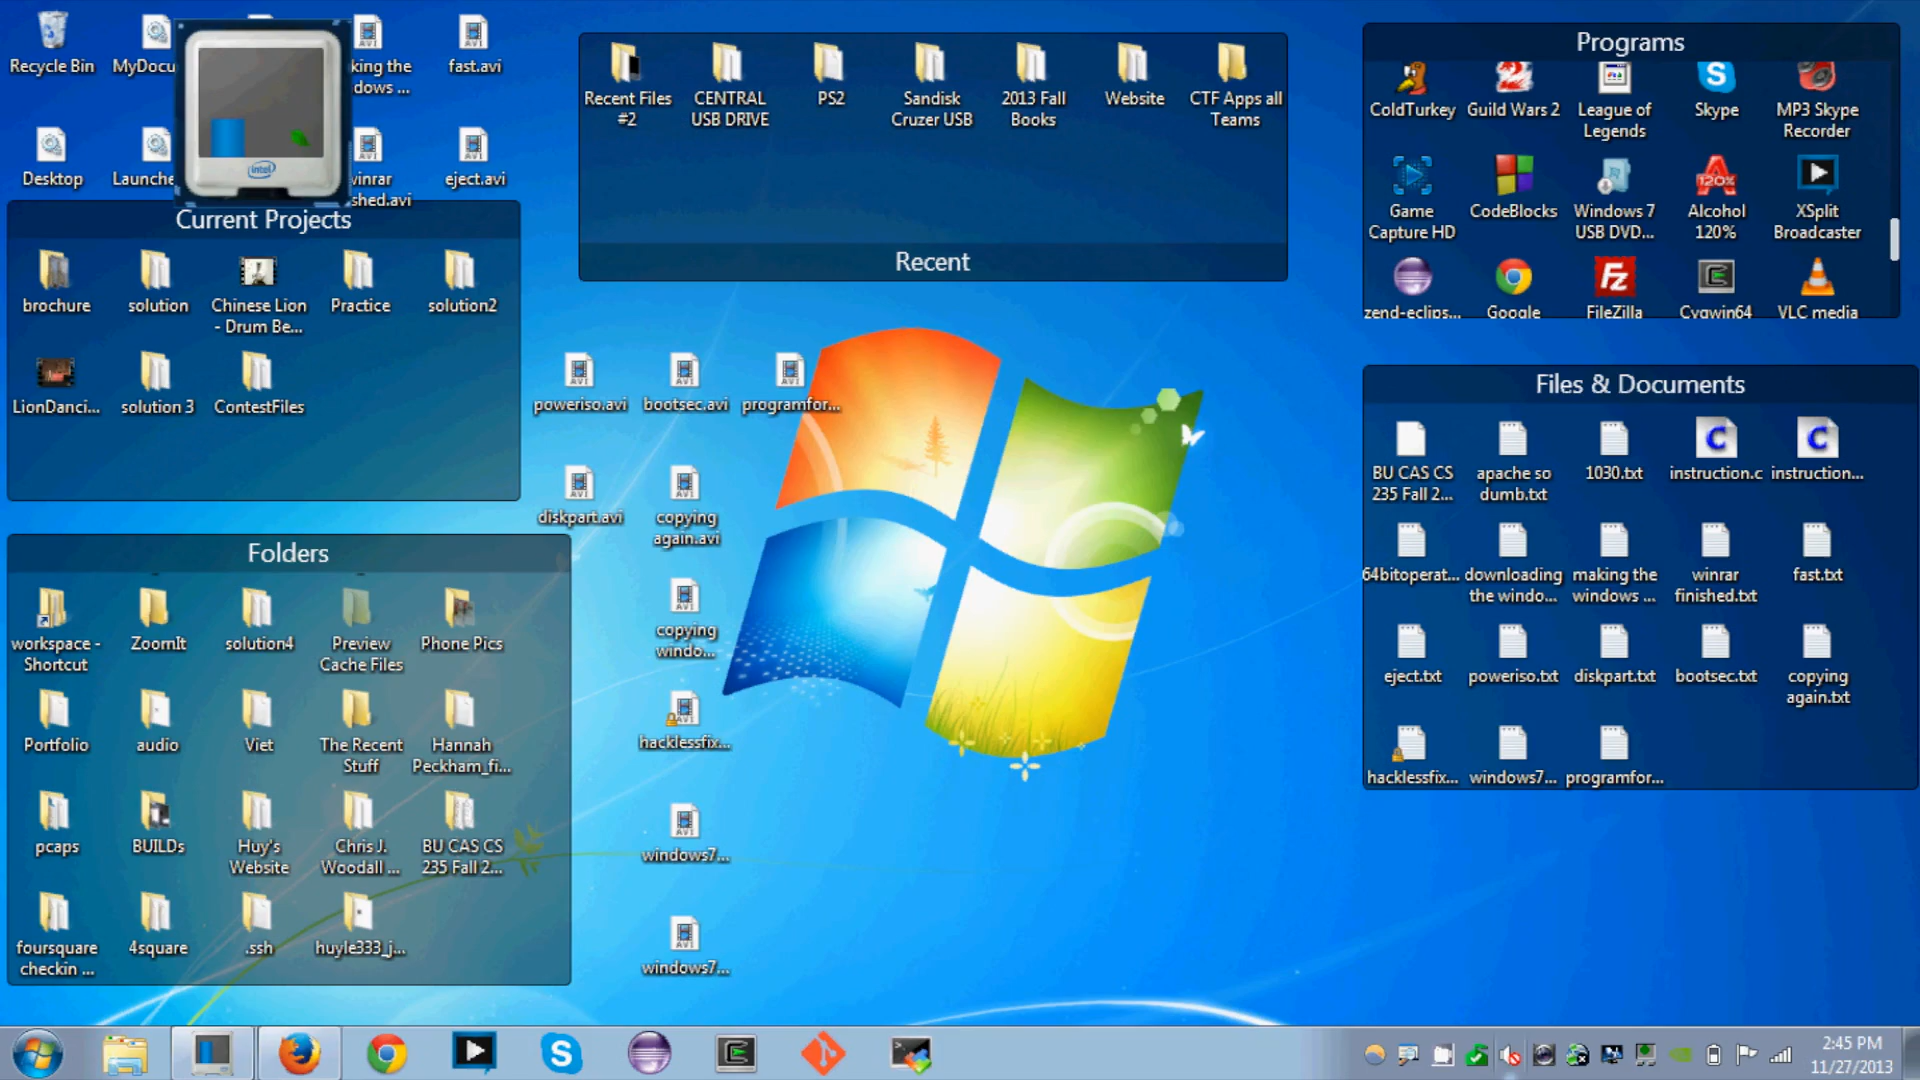 Recycle Bin
MyDocu
king the
dows ...
fast.avi
Desktop
Launche
winrar
shed.avi
eject.avi
intel
Current Projects
brochure
solution
Chinese Lion
- Drum Be...
Practice
solution2
LionDanci...
solution 3
ContestFiles
Folders
workspace -
Shortcut
ZoomIt
solution4
Preview
Cache Files
Phone Pics
Portfolio
audio
Viet
The Recent
Stuff
Hannah
Peckham_fi...
pcaps
BUILDs
Huy's
Website
Chris J.
Woodall ...
BU CAS CS
235 Fall 2...
foursquare
checkin ...
4square
.ssh
huyle333_j...
Recent Files
#2
CENTRAL
USB DRIVE
PS2
Sandisk
Cruzer USB
2013 Fall
Books
Website
CTF Apps all
Teams
Recent
poweriso.avi
bootsec.avi
programfor...
diskpart.avi
copying
again.avi
copying
windo...
hacklessfix...
windows7...
windows7...
Programs
ColdTurkey
Guild Wars 2
League of
Legends
Skype
MP3 Skype
Recorder
Game
Capture HD
CodeBlocks
Windows 7
USB DVD...
Alcohol
120%
XSplit
Broadcaster
zend-eclips...
Google
FileZilla
Cygwin64
VLC media
Files & Documents
BU CAS CS
235 Fall 2...
apache so
dumb.txt
1030.txt
instruction.c
instruction...
64bitoperat...
downloading
the windo...
making the
windows ...
winrar
finished.txt
fast.txt
eject.txt
poweriso.txt
diskpart.txt
bootsec.txt
copying
again.txt
hacklessfix...
windows7...
programfor...
2:45 PM
11/27/2013